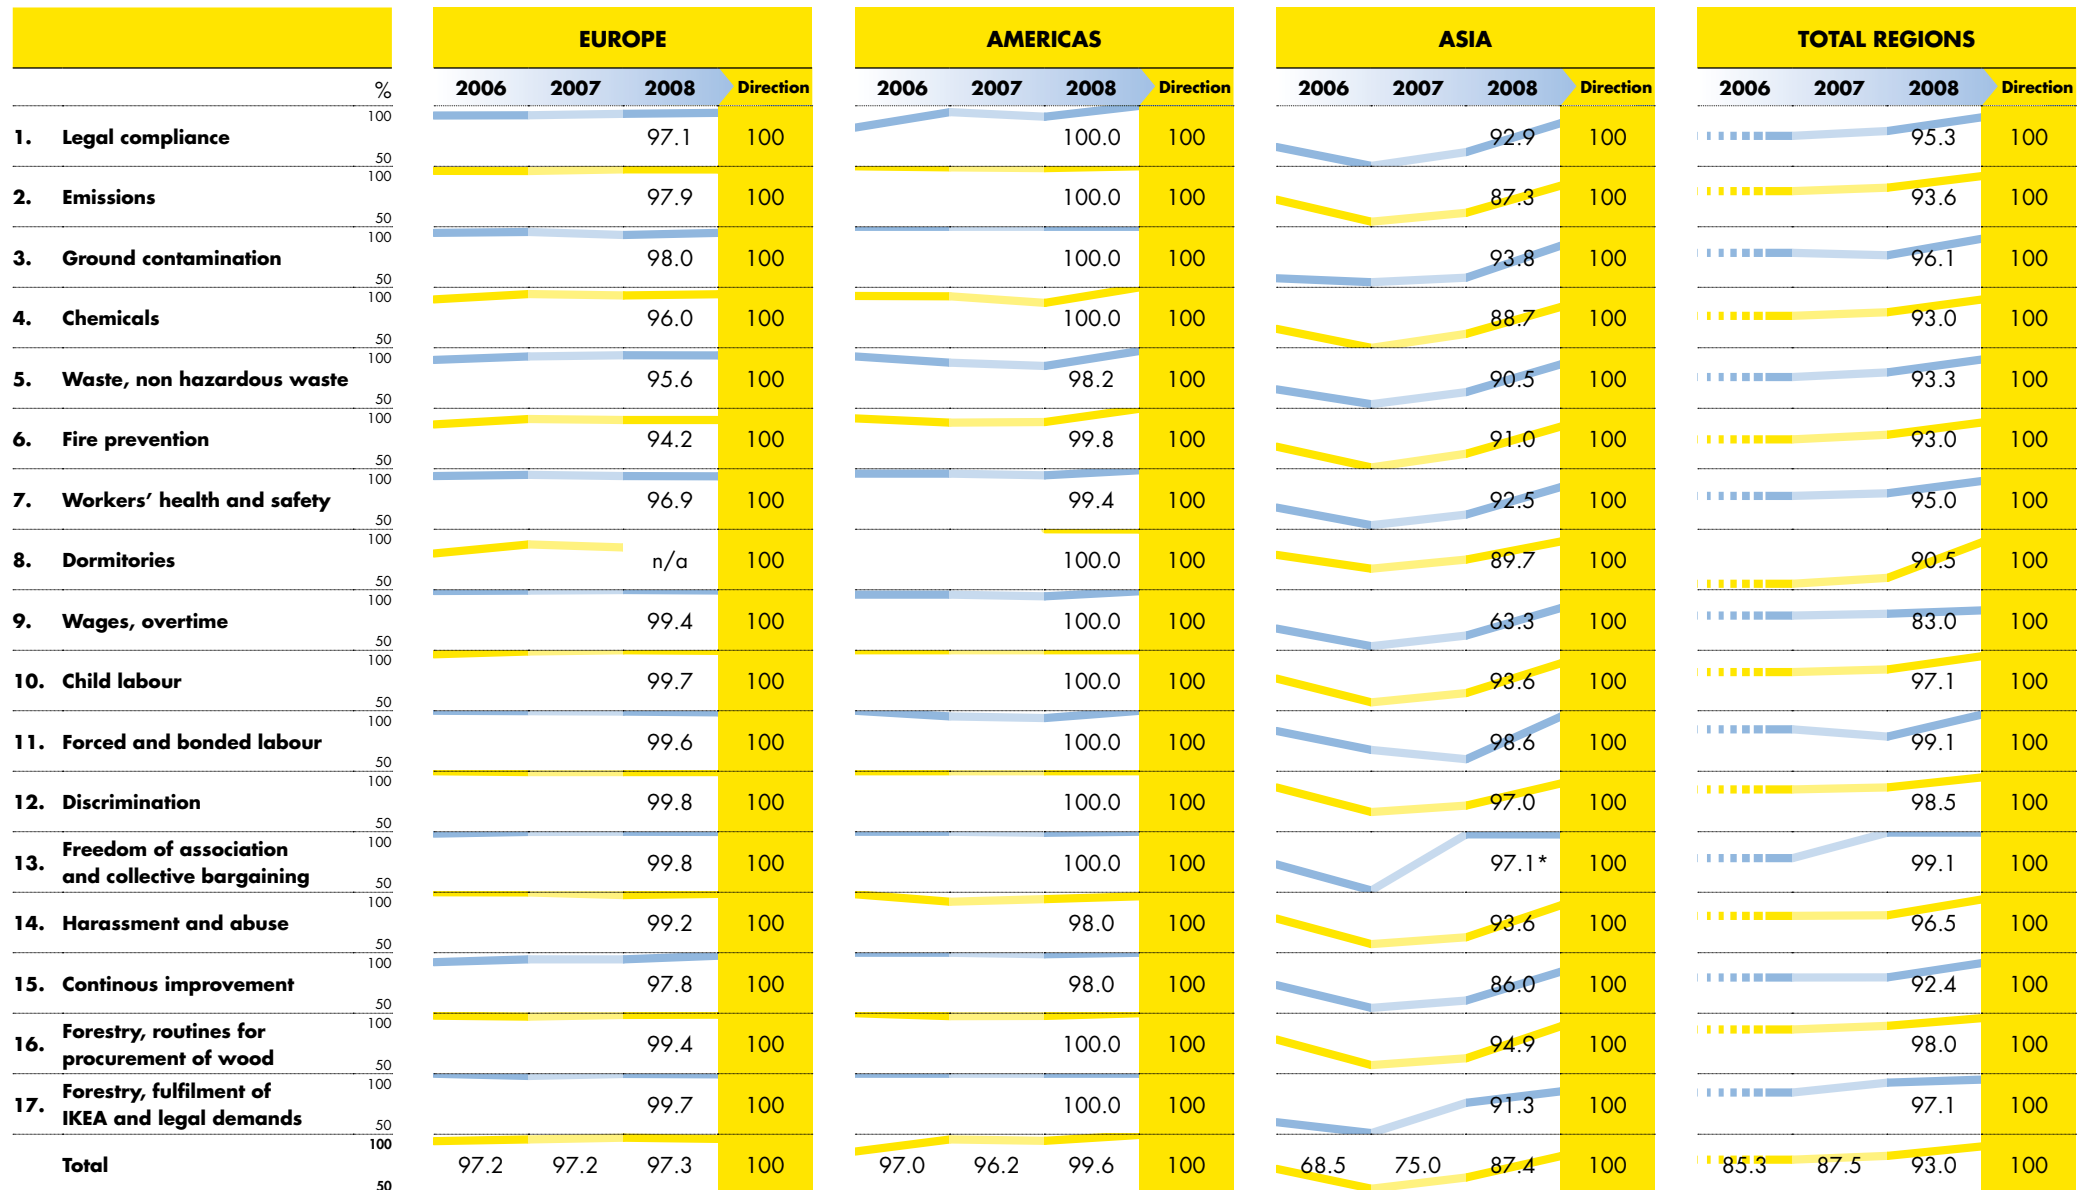 EUROPE AMERICAS ASIA TOTAL REGIONS
% 2006 2007 2008 Direction 2006 2007 2008 Direction 2006 2007 2008 Direction 2006 2007 2008 Direction
100
1. Legal compliance 97.1 100 100.0 100 92.9 100 95.3 100
50
100
2. Emissions 97.9 100 100.0 100 87.3 100 93.6 100
50
100
3. Ground contamination 98.0 100 100.0 100 93.8 100 96.1 100
50
100
4. Chemicals 96.0 100 100.0 100 88.7 100 93.0 100
50
100
5. Waste, non hazardous waste 95.6 100 98.2 100 90.5 100 93.3 100
50
100
6. Fire prevention 94.2 100 99.8 100 91.0 100 93.0 100
50
100
7. Workers’ health and safety 96.9 100 99.4 100 92.5 100 95.0 100
50
100
8. Dormitories n/a 100 100.0 100 89.7 100 90.5 100
50
100
9. Wages, overtime 99.4 100 100.0 100 63.3 100 83.0 100
50
100
10. Child labour 99.7 100 100.0 100 93.6 100 97.1 100
50
100
11. Forced and bonded labour 99.6 100 100.0 100 98.6 100 99.1 100
50
100
12. Discrimination 99.8 100 100.0 100 97.0 100 98.5 100
50
100
13. Freedom of association
and collective bargaining 99.8 100 100.0 100 97.1* 100 99.1 100
50
100
14. Harassment and abuse 99.2 100 98.0 100 93.6 100 96.5 100
50
100
15. Continous improvement 97.8 100 98.0 100 86.0 100 92.4 100
50
100
16. Forestry, routines for
procurement of wood 99.4 100 100.0 100 94.9 100 98.0 100
50
100
17. Forestry, fulfilment of
IKEA and legal demands 99.7 100 100.0 100 91.3 100 97.1 100
50
100
Total 97.2 97.2 97.3 100 97.0 96.2 99.6 100 68.5 75.0 87.4 100 85.3 87.5 93.0 100
50